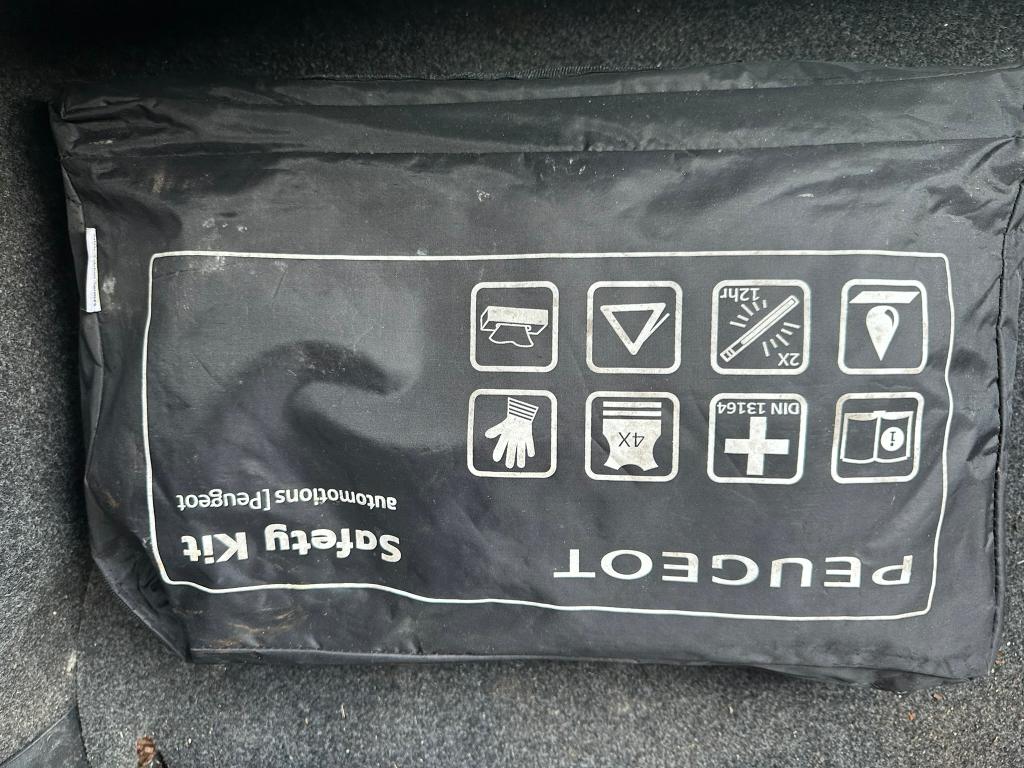 PEUGEOT
Safety Kit
automotions [Peugeot
i
DIN 13164
4X
2X
12hr